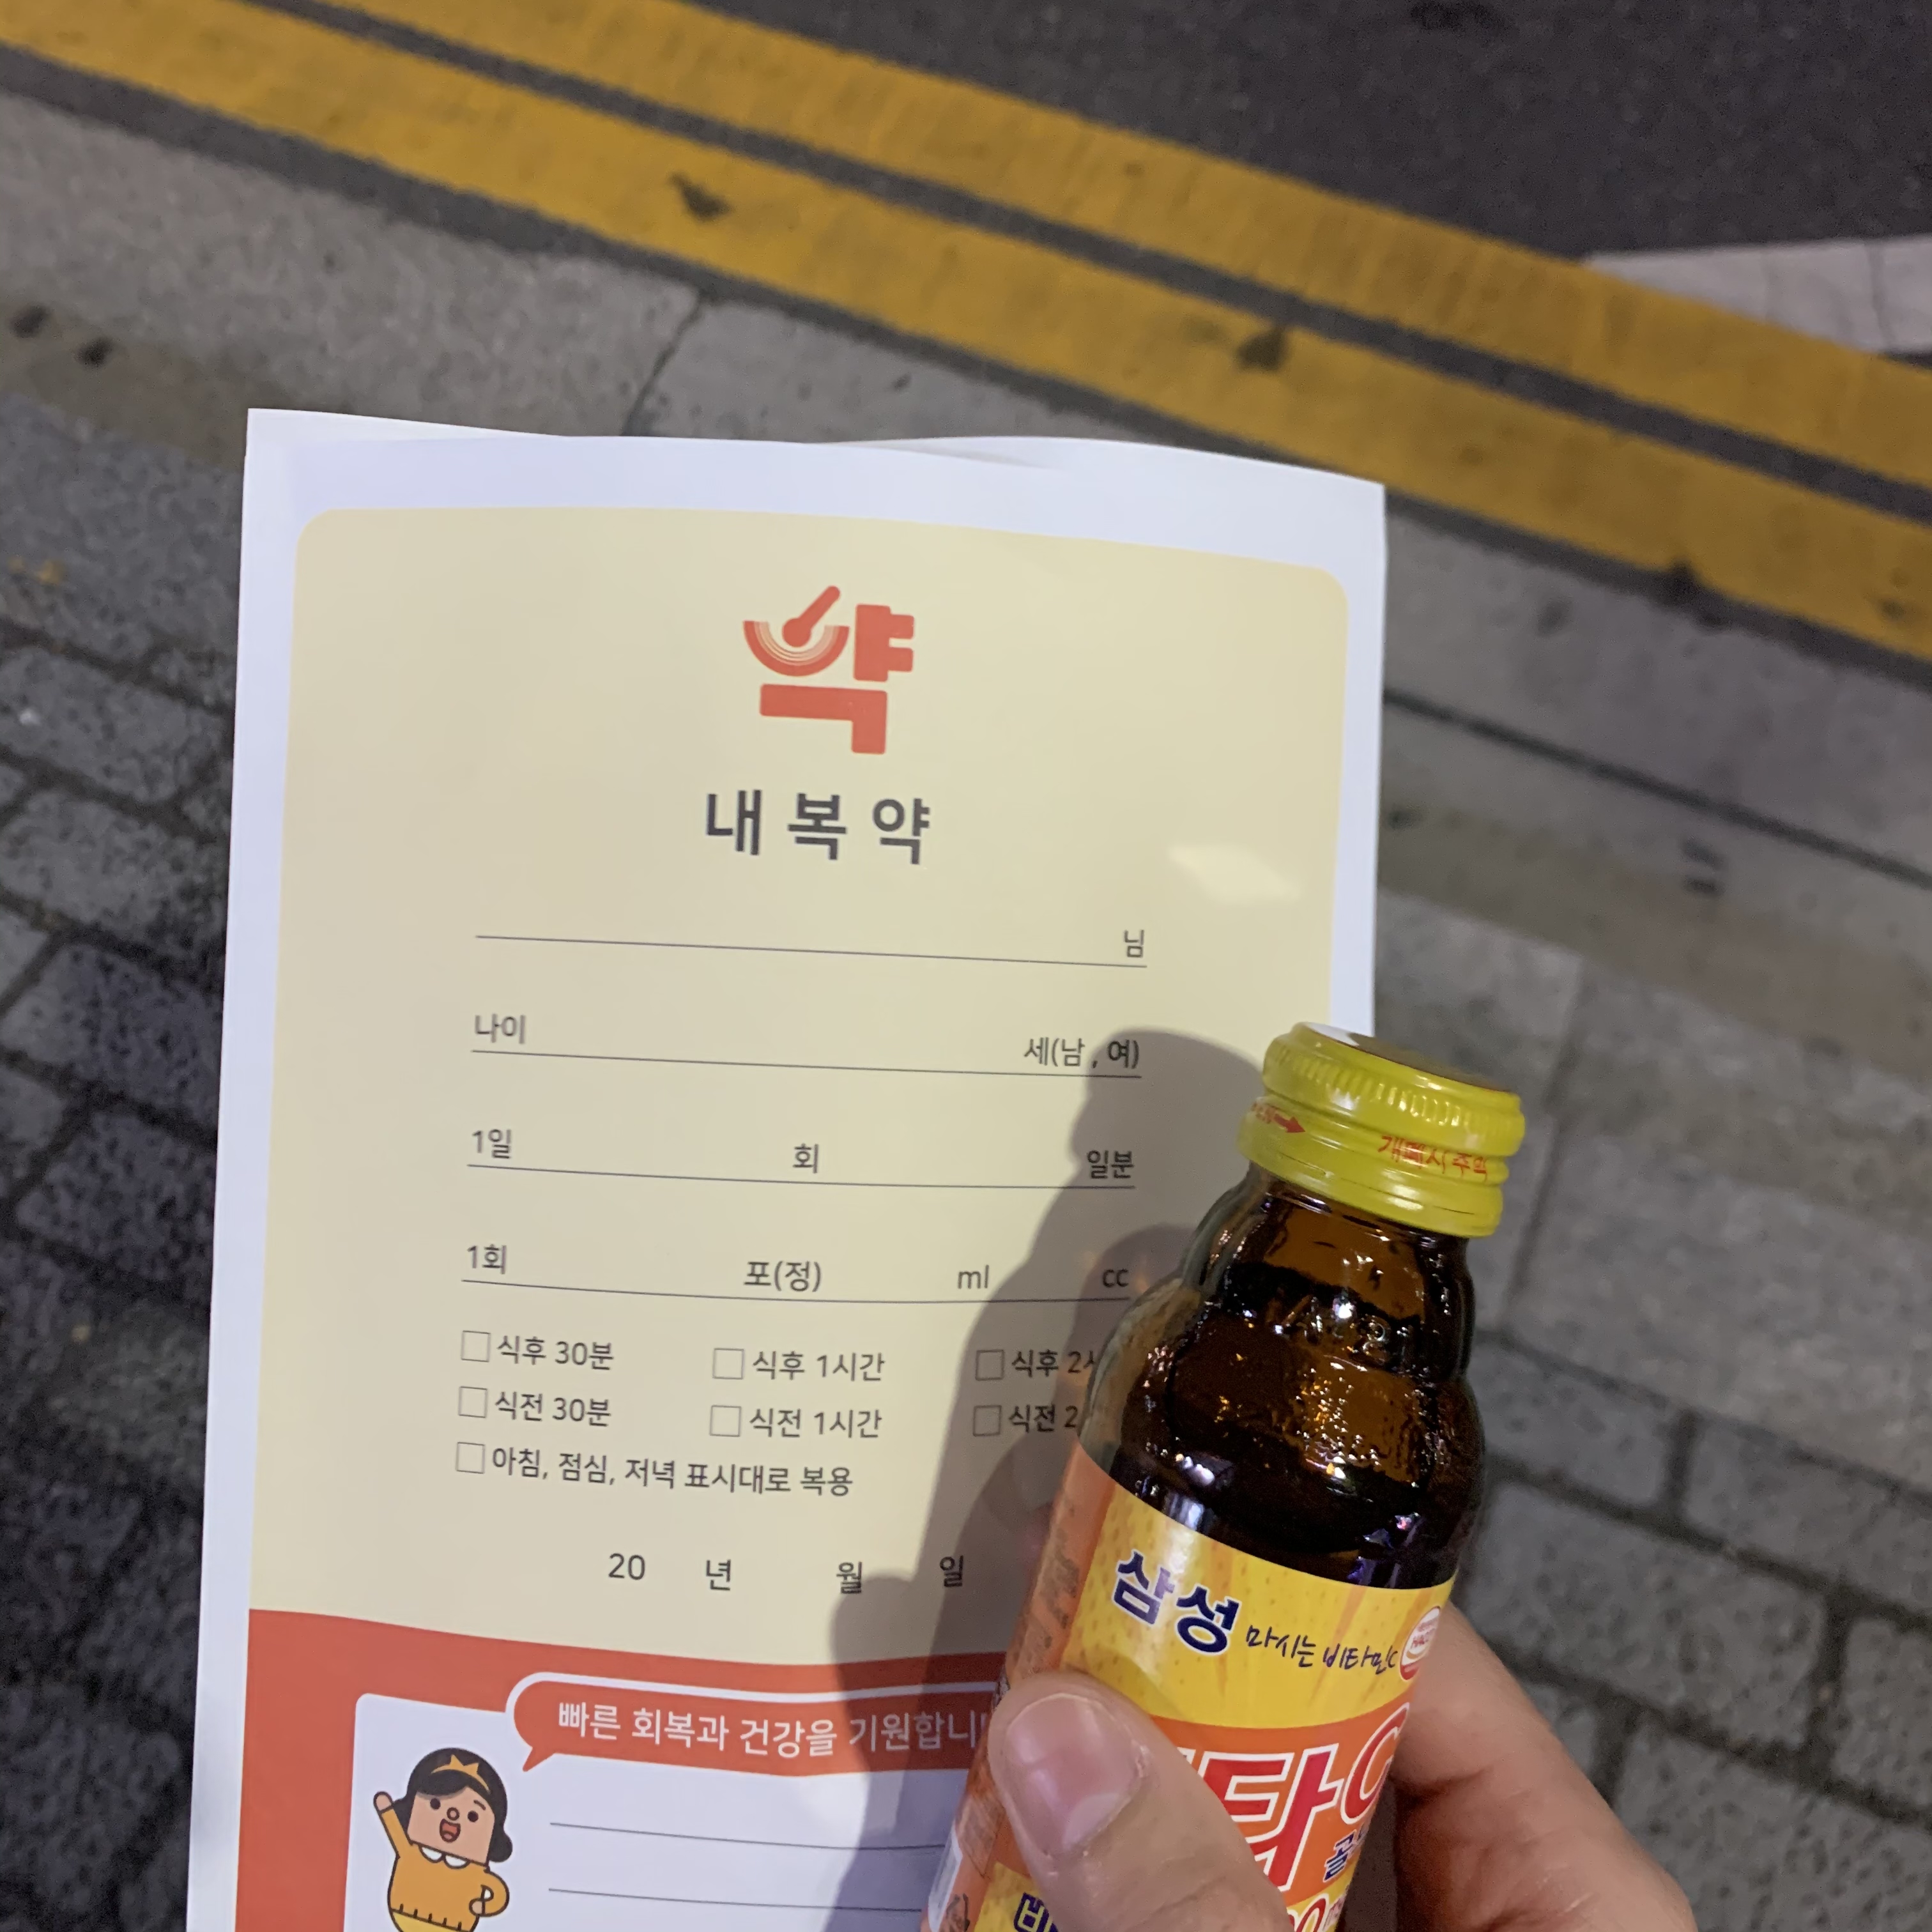 약
내복약
님
나이 세(남, 여)
1일 회 일분
1회 포(정) ml cc
식후 30분 식후 1시간 식후
식전 30분 식전 1시간 식전
아침, 점심, 저녁 표시대로 복용
20 년 월 일
빠른 회복과 건강을
개폐시 주의
삼성 마시는 비타민C